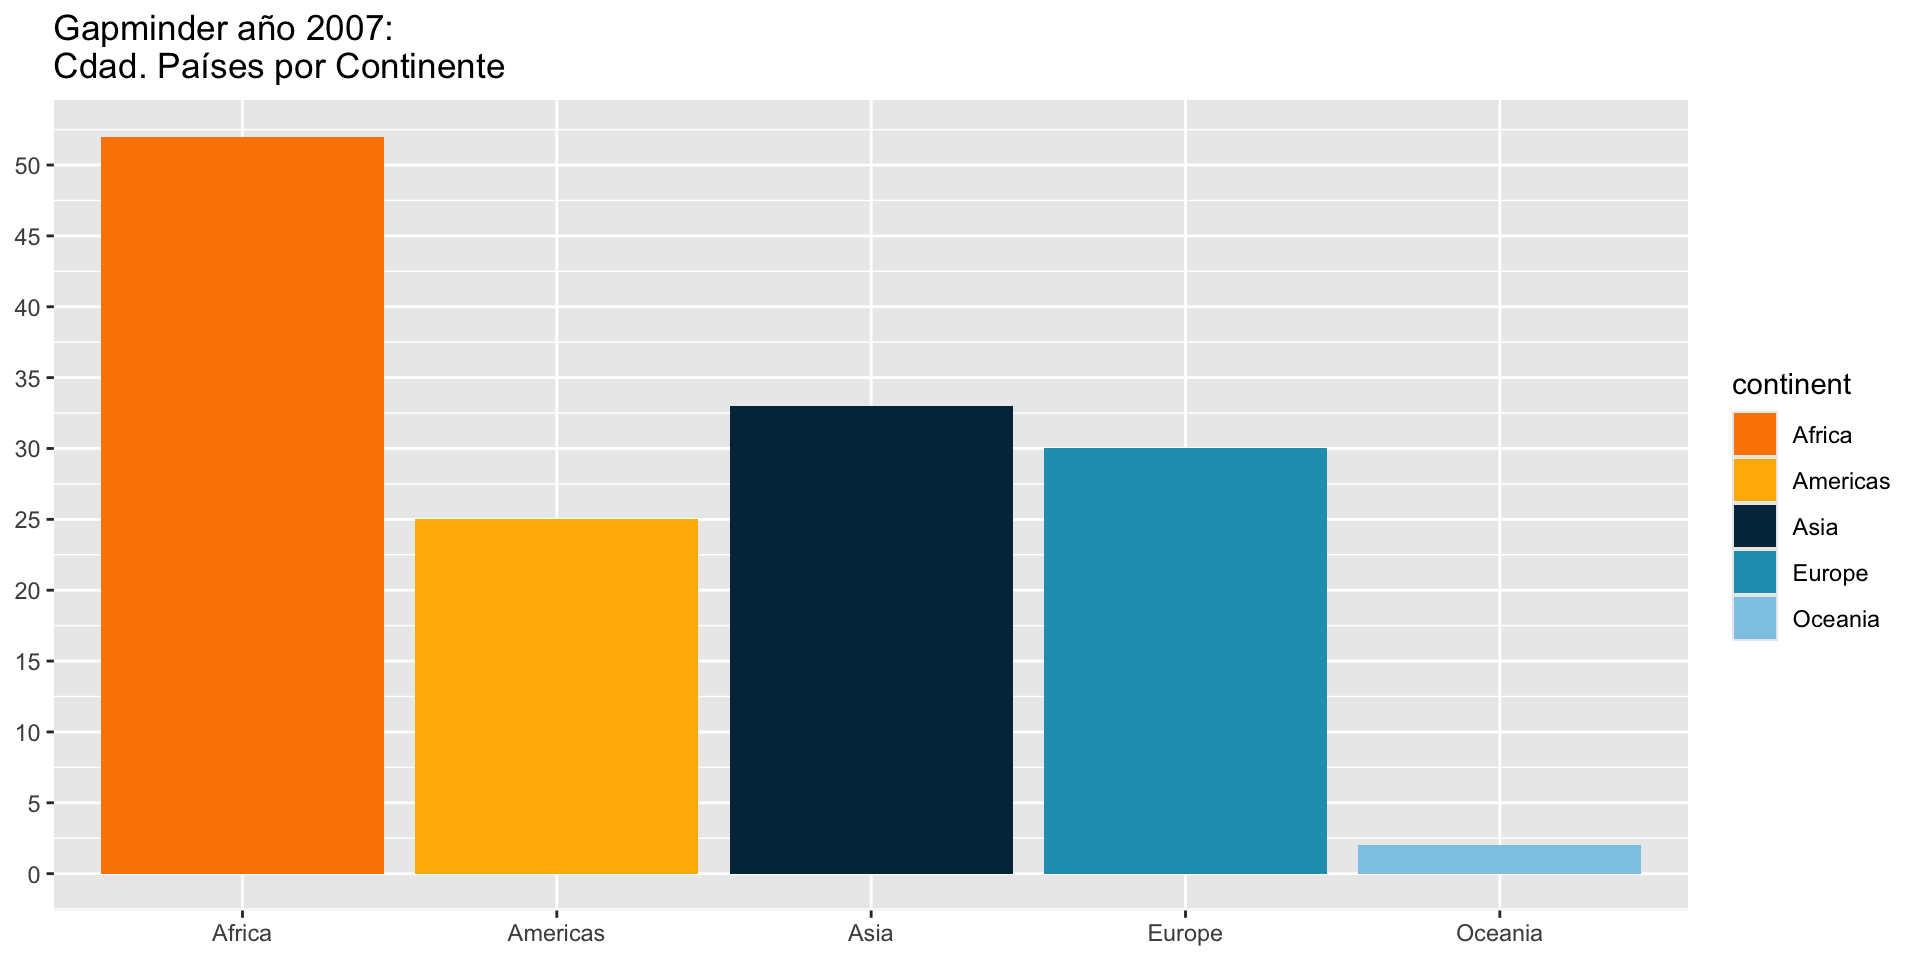 Gapminder año 2007:
Cdad. Países por Continente
50
45
40
35
30
25
20
15
10
5
0
Africa
Americas
Asia
Europe
Oceania
continent
Africa
Americas
Asia
Europe
Oceania